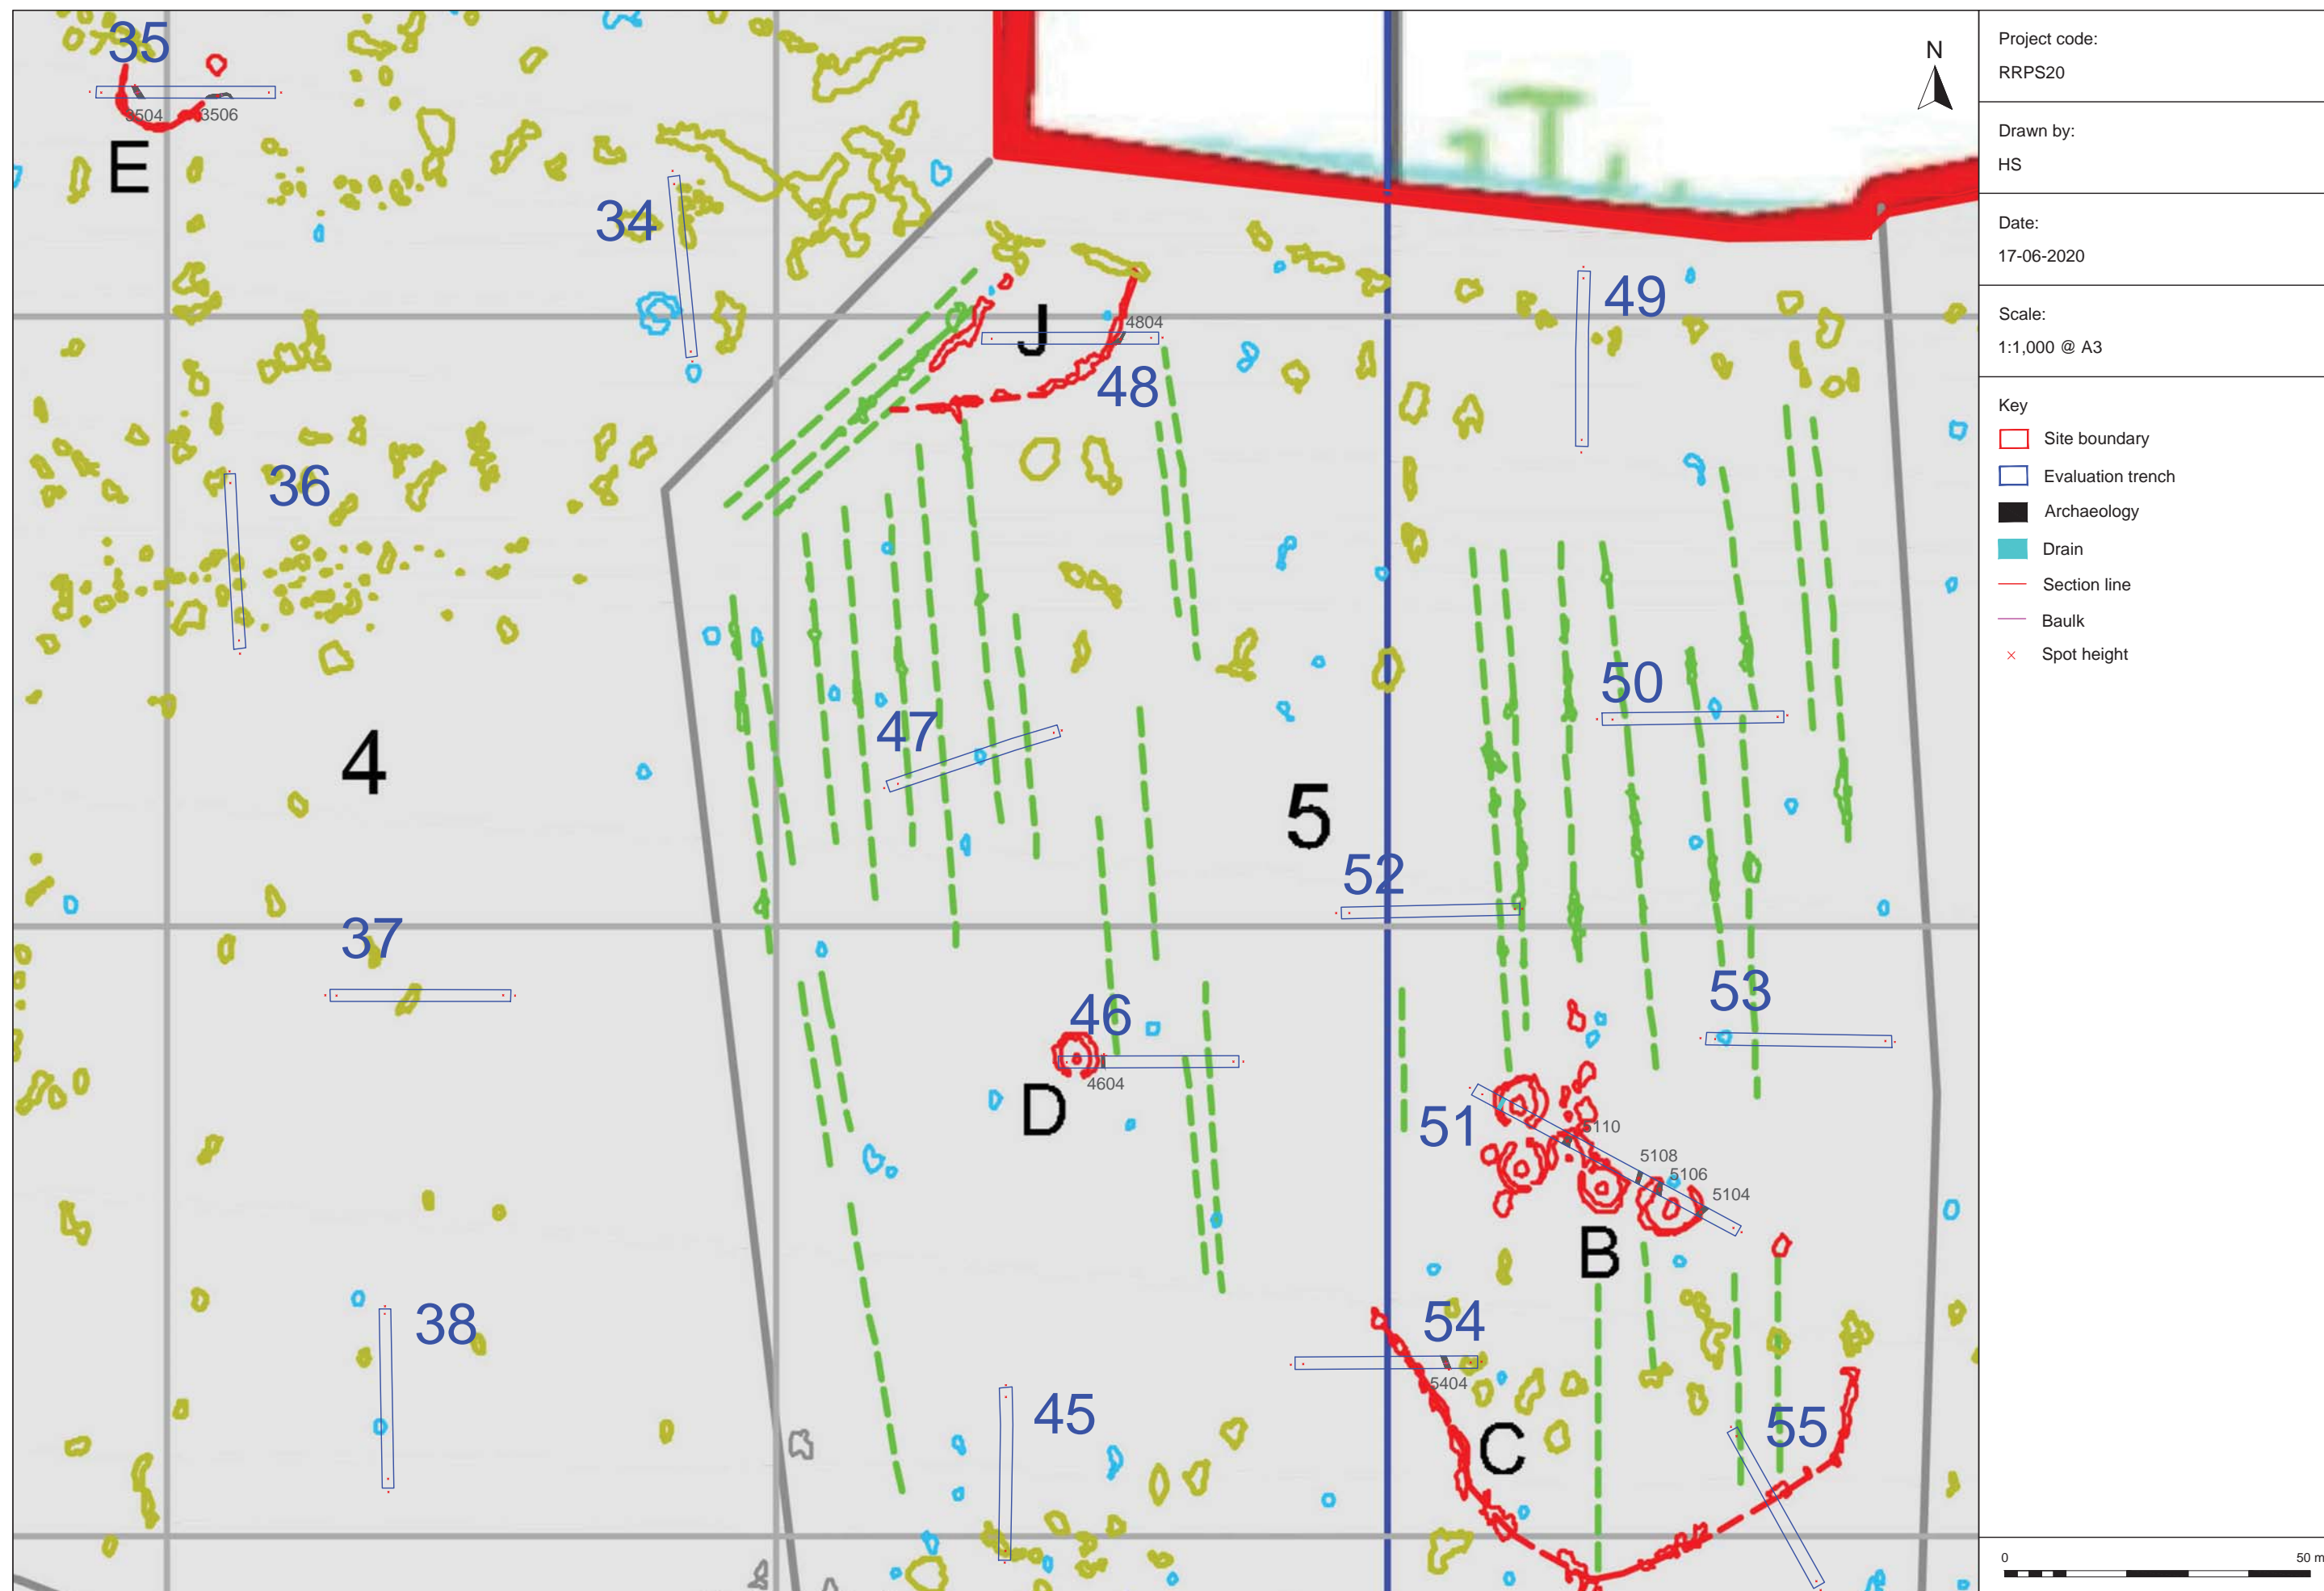 35
3504
3506
E
34
N
49
J
4804
48
36
50
47
4
5
52
37
53
46
4604
D
51
5110
5108
5106
5104
B
54
5404
38
45
C
55
Project code:
RRPS20
Drawn by:
HS
Date:
17-06-2020
Scale:
1:1,000 @ A3
Key
Site boundary
Evaluation trench
Archaeology
Drain
Section line
Baulk
Spot height
0 50 m